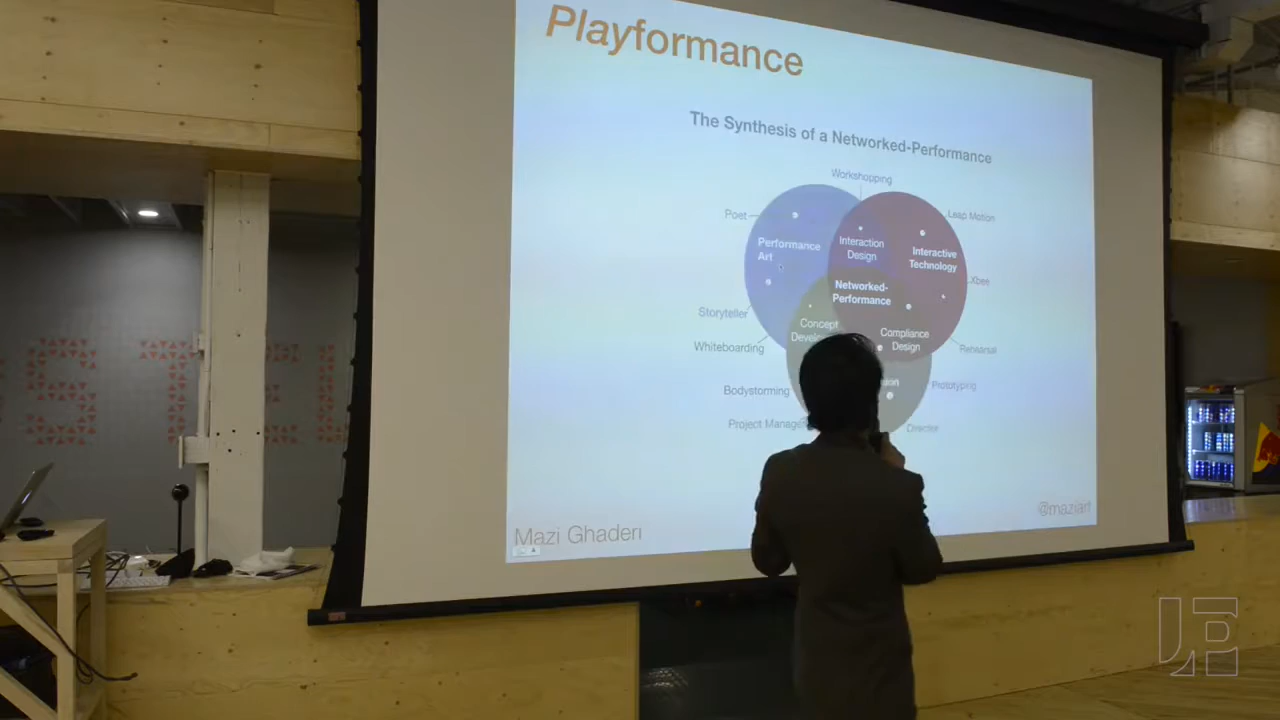 Playformance
The Synthesis of a Networked-Performance
Workshopping
Poet
Leap Motion
Performance
Art
Interaction
Design
Interactive
Technology
Xbee
Networked-
Performance
Storyteller
Concept
Compliance
Design
Whiteboarding
Rehearsal
Bodystorming
Prototyping
Project
Director
Mazi Ghaderi
@maziart